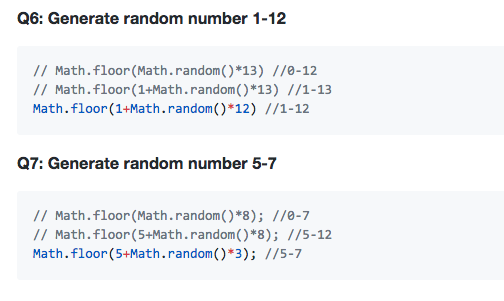 Q6: Generate random number 1-12
// Math.floor(Math.random()*13) //0-12
// Math.floor(1+Math.random()*13) //1-13
Math.floor(1+Math.random()*12) //1-12
Q7: Generate random number 5-7
// Math.floor(Math.random()*8); //0-7
// Math.floor(5+Math.random()*8); //5-12
Math.floor(5+Math.random()*3); //5-7